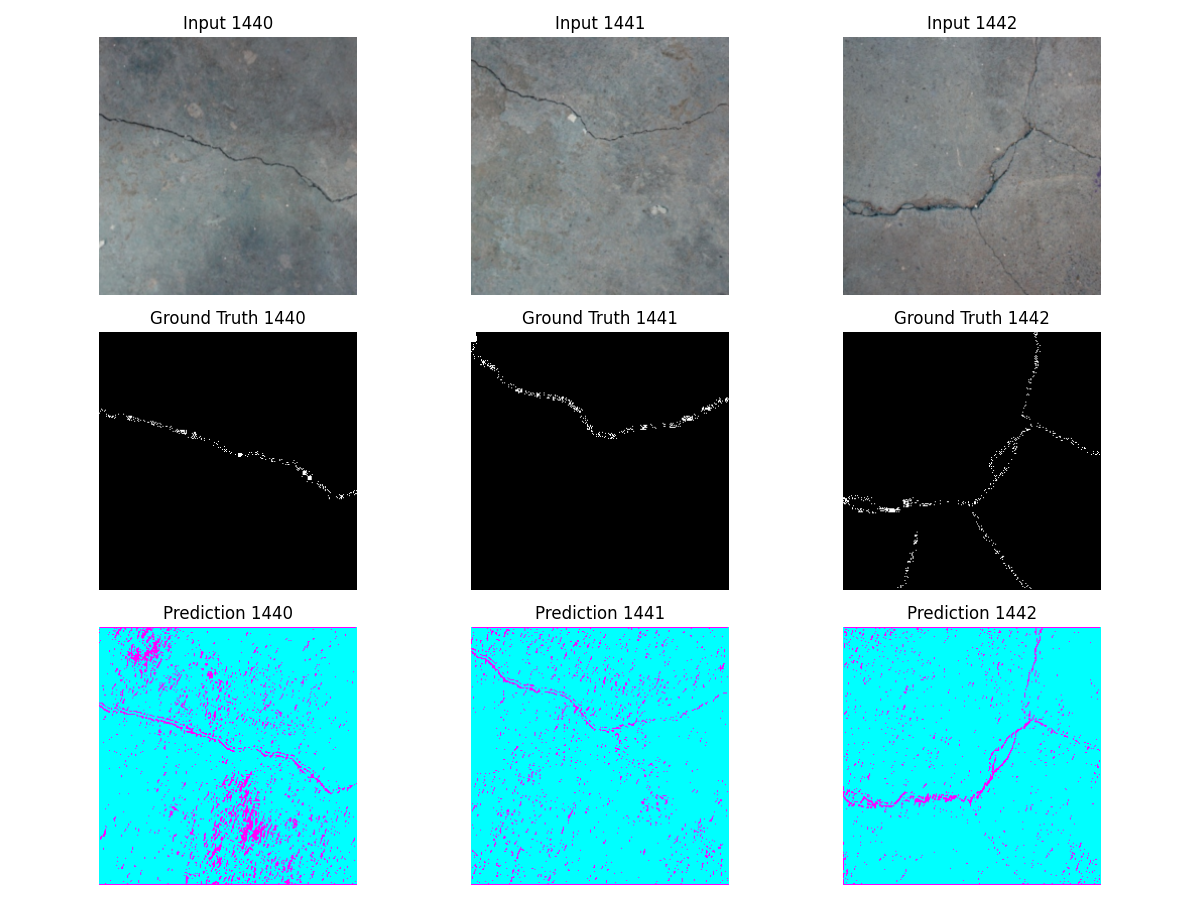 Input 1440
Input 1441
Input 1442
Ground Truth 1440
Ground Truth 1441
Ground Truth 1442
Prediction 1440
Prediction 1441
Prediction 1442